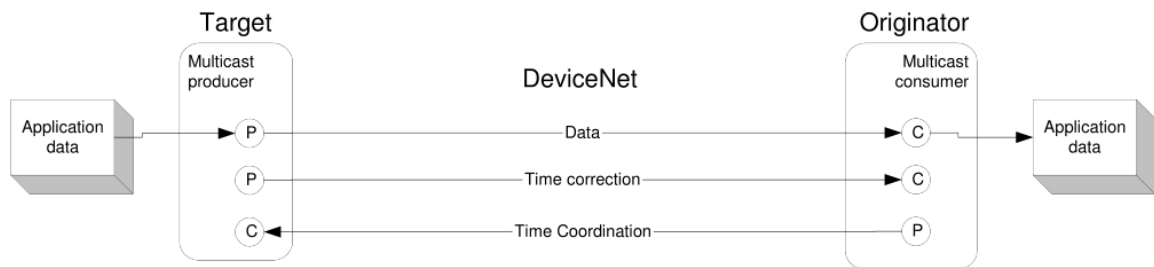 Target
Originator
Multicast
producer
DeviceNet
Multicast
consumer
Application
data
P
Data
C
Application
data
P
Time correction
C
C
Time Coordination
P